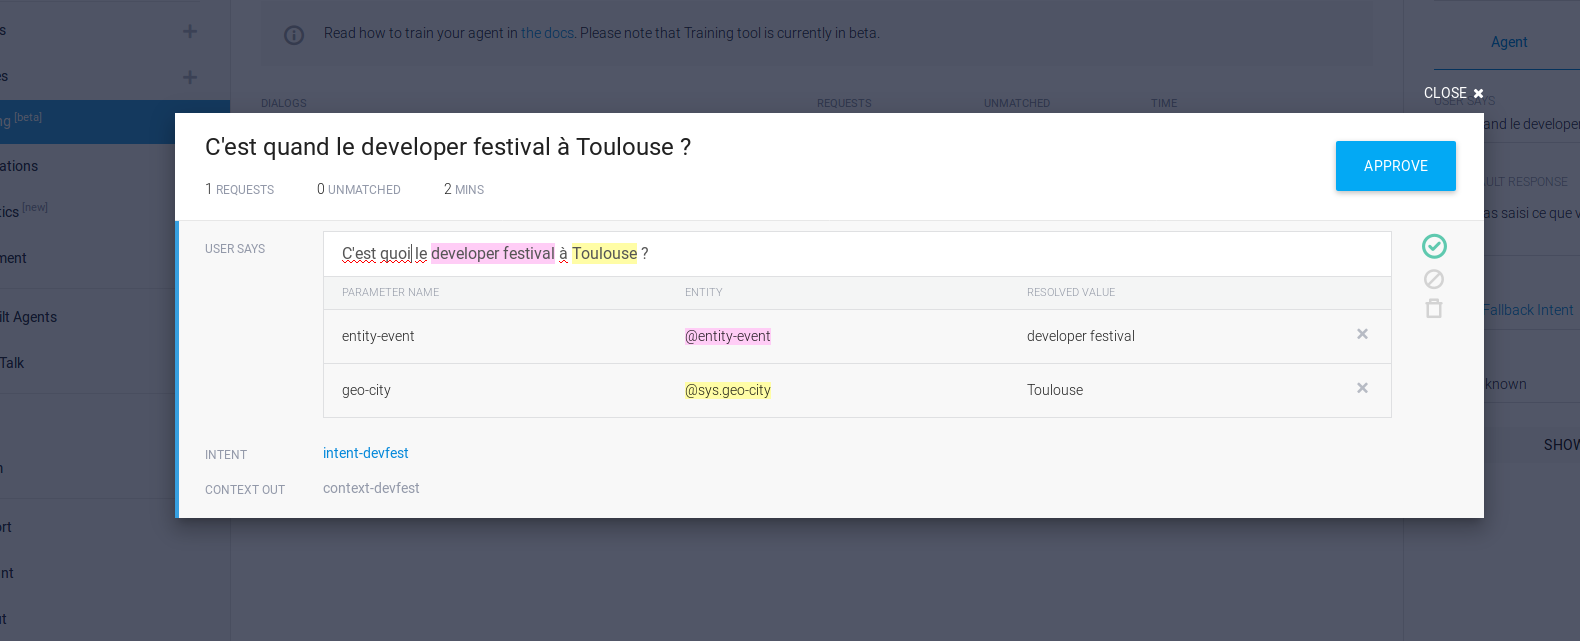 Read how to train your agent in the docs. Please note that Training tool is currently in beta.
Agent
CLOSE ✖
DIALOGS REQUESTS UNMATCHED TIME
USER SAYS
[beta]
C'est quand le developer festival à Toulouse ?
1 REQUESTS 0 UNMATCHED 2 MINS
APPROVE
USER SAYS
C'est quoi le developer festival à Toulouse ?
PARAMETER NAME ENTITY RESOLVED VALUE
entity-event @entity-event developer festival ×
geo-city @sys.geo-city Toulouse ×
INTENT intent-devfest
CONTEXT OUT context-devfest
and le developer
ULT RESPONSE
as saisi ce que v
Fallback Intent
known
SHOW
ations
tics [new]
ment
ilt Agents
Talk
ort
nt